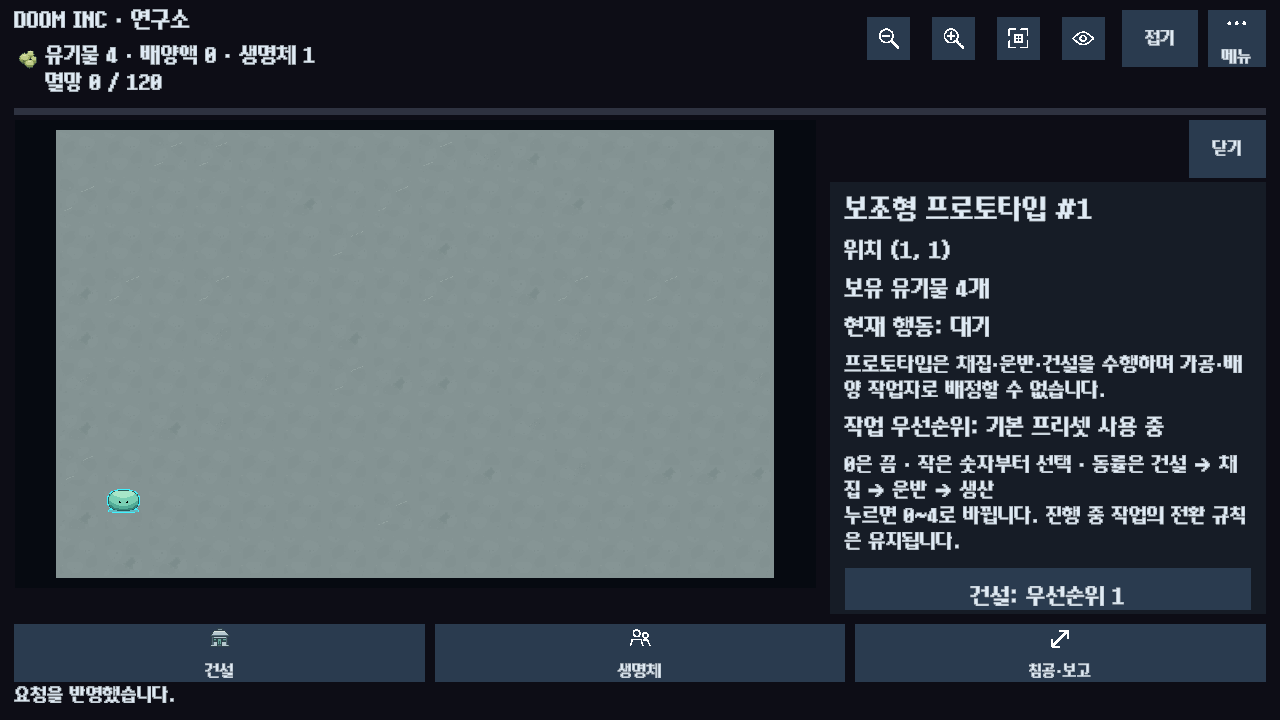 DOOM INC · 연구소
유기물 4 · 배양액 0 · 생명체 1
멸망 0 / 120
접기
메뉴
닫기
보조형 프로토타입 #1
위치 (1, 1)
보유 유기물 4개
현재 행동: 대기
프로토타입은 채집·운반·건설을 수행하며 가공·배
양 작업자로 배정할 수 없습니다.
작업 우선순위: 기본 프리셋 사용 중
0은 끔 · 작은 숫자부터 선택 · 동률은 건설 → 채
집 → 운반 → 생산
누르면 0~4로 바뀝니다. 진행 중 작업의 전환 규칙
은 유지됩니다.
건설: 우선순위 1
건설
생명체
침공·보고
요청을 반영했습니다.